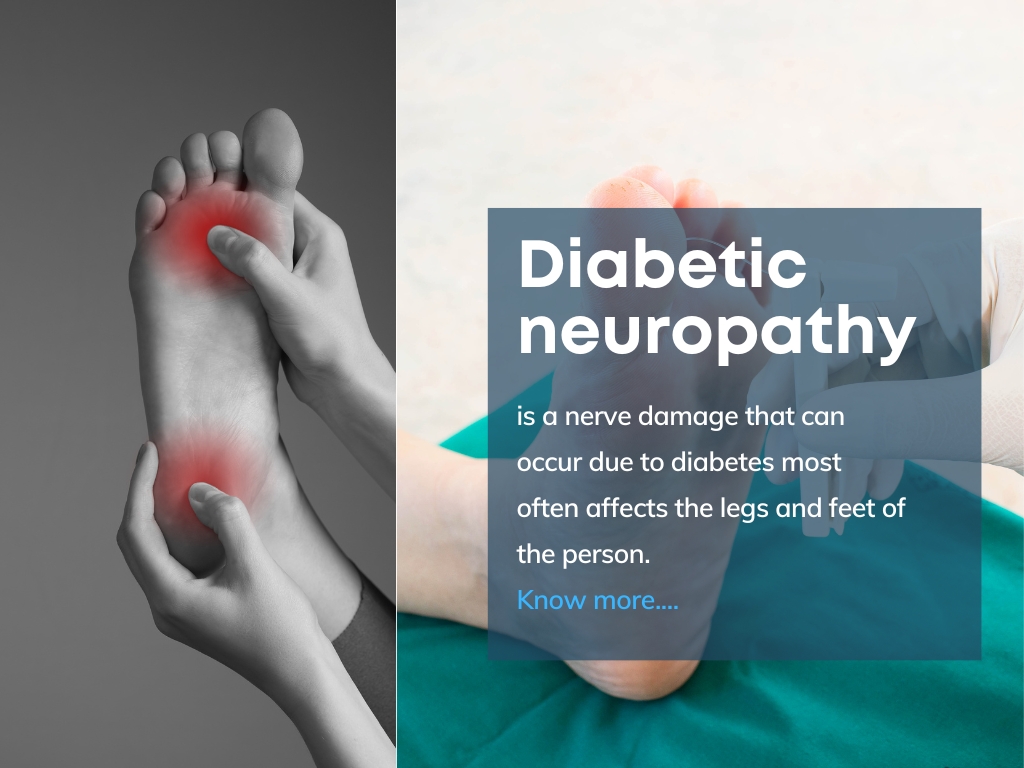 Diabetic
neuropathy
is a nerve damage that can
occur due to diabetes most
often affects the legs and feet of
the person.
Know more....